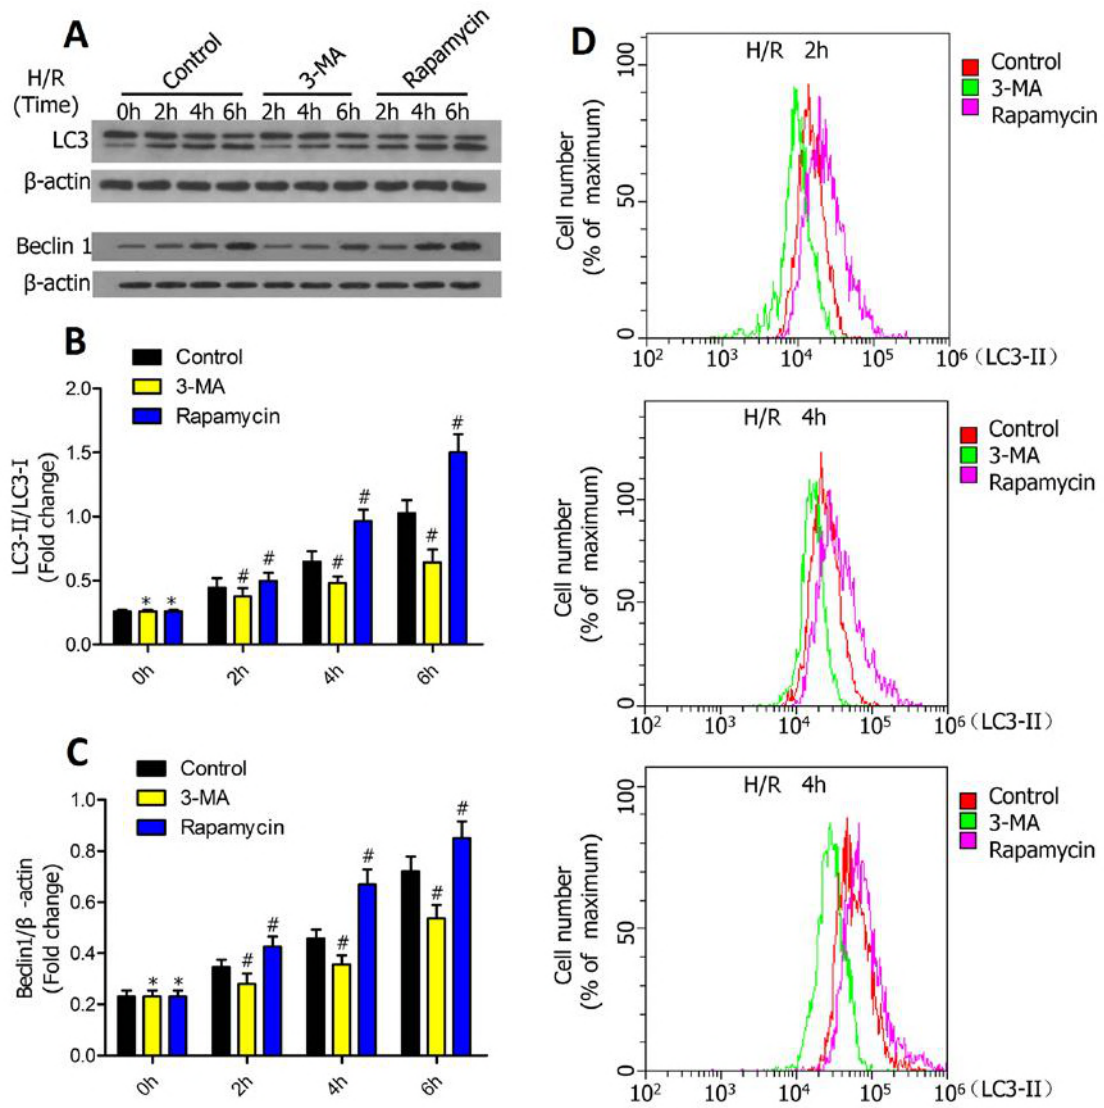 A
H/R
(Time)
Control
3-MA
Rapamycin
0h 2h 4h 6h 2h 4h 6h 2h 4h 6h
LC3
β-actin
Beclin 1
β-actin
B
Control
3-MA
Rapamycin
LC3-II/LC3-I
(Fold change)
2.0
1.5
1.0
0.5
0.0
# # # # # #
* *
0h 2h 4h 6h
C
Control
3-MA
Rapamycin
Beclin1/β -actin
(Fold change)
1.0
0.8
0.6
0.4
0.2
0.0
# # # # # #
* *
0h 2h 4h 6h
D
H/R 2h
Control
3-MA
Rapamycin
Cell number
(% of maximum)
100
50
0
10² 10³ 10⁴ 10⁵ 10⁶ (LC3-II)
H/R 4h
Control
3-MA
Rapamycin
Cell number
(% of maximum)
100
50
0
10² 10³ 10⁴ 10⁵ 10⁶ (LC3-II)
H/R 4h
Control
3-MA
Rapamycin
Cell number
(% of maximum)
100
50
0
10² 10³ 10⁴ 10⁵ 10⁶ (LC3-II)